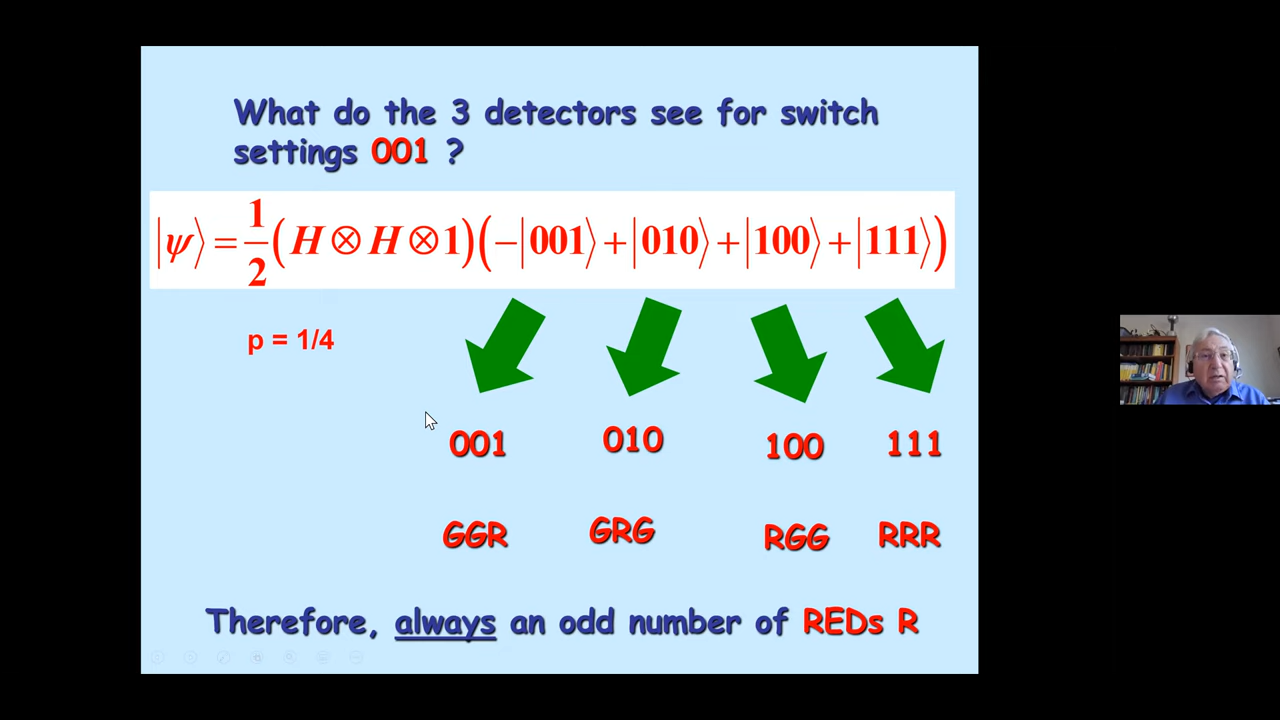 What do the 3 detectors see for switch
settings 001 ?
|ψ⟩ = 1/2 (H ⊗ H ⊗ 1)(−|001⟩ + |010⟩ + |100⟩ + |111⟩)
p = 1/4
001 010 100 111
GGR GRG RGG RRR
Therefore, always an odd number of REDs R